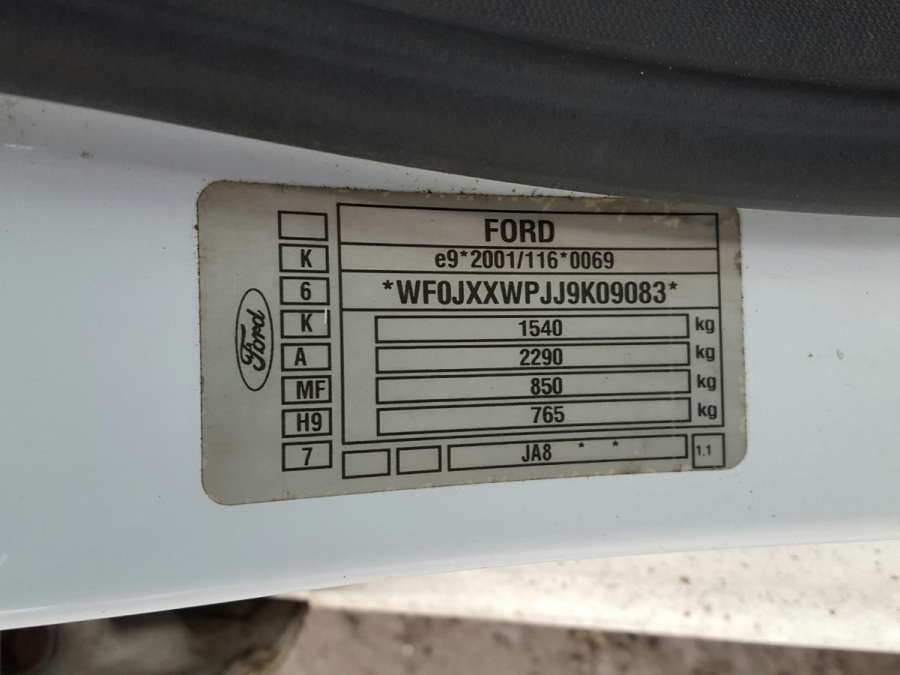 FORD
K
e9*2001/116*0069
6
*WF0JXXWPJJ9K09083*
K
1540 kg
A
2290 kg
MF
850 kg
H9
765 kg
7
JA8 * *
1.1
Ford